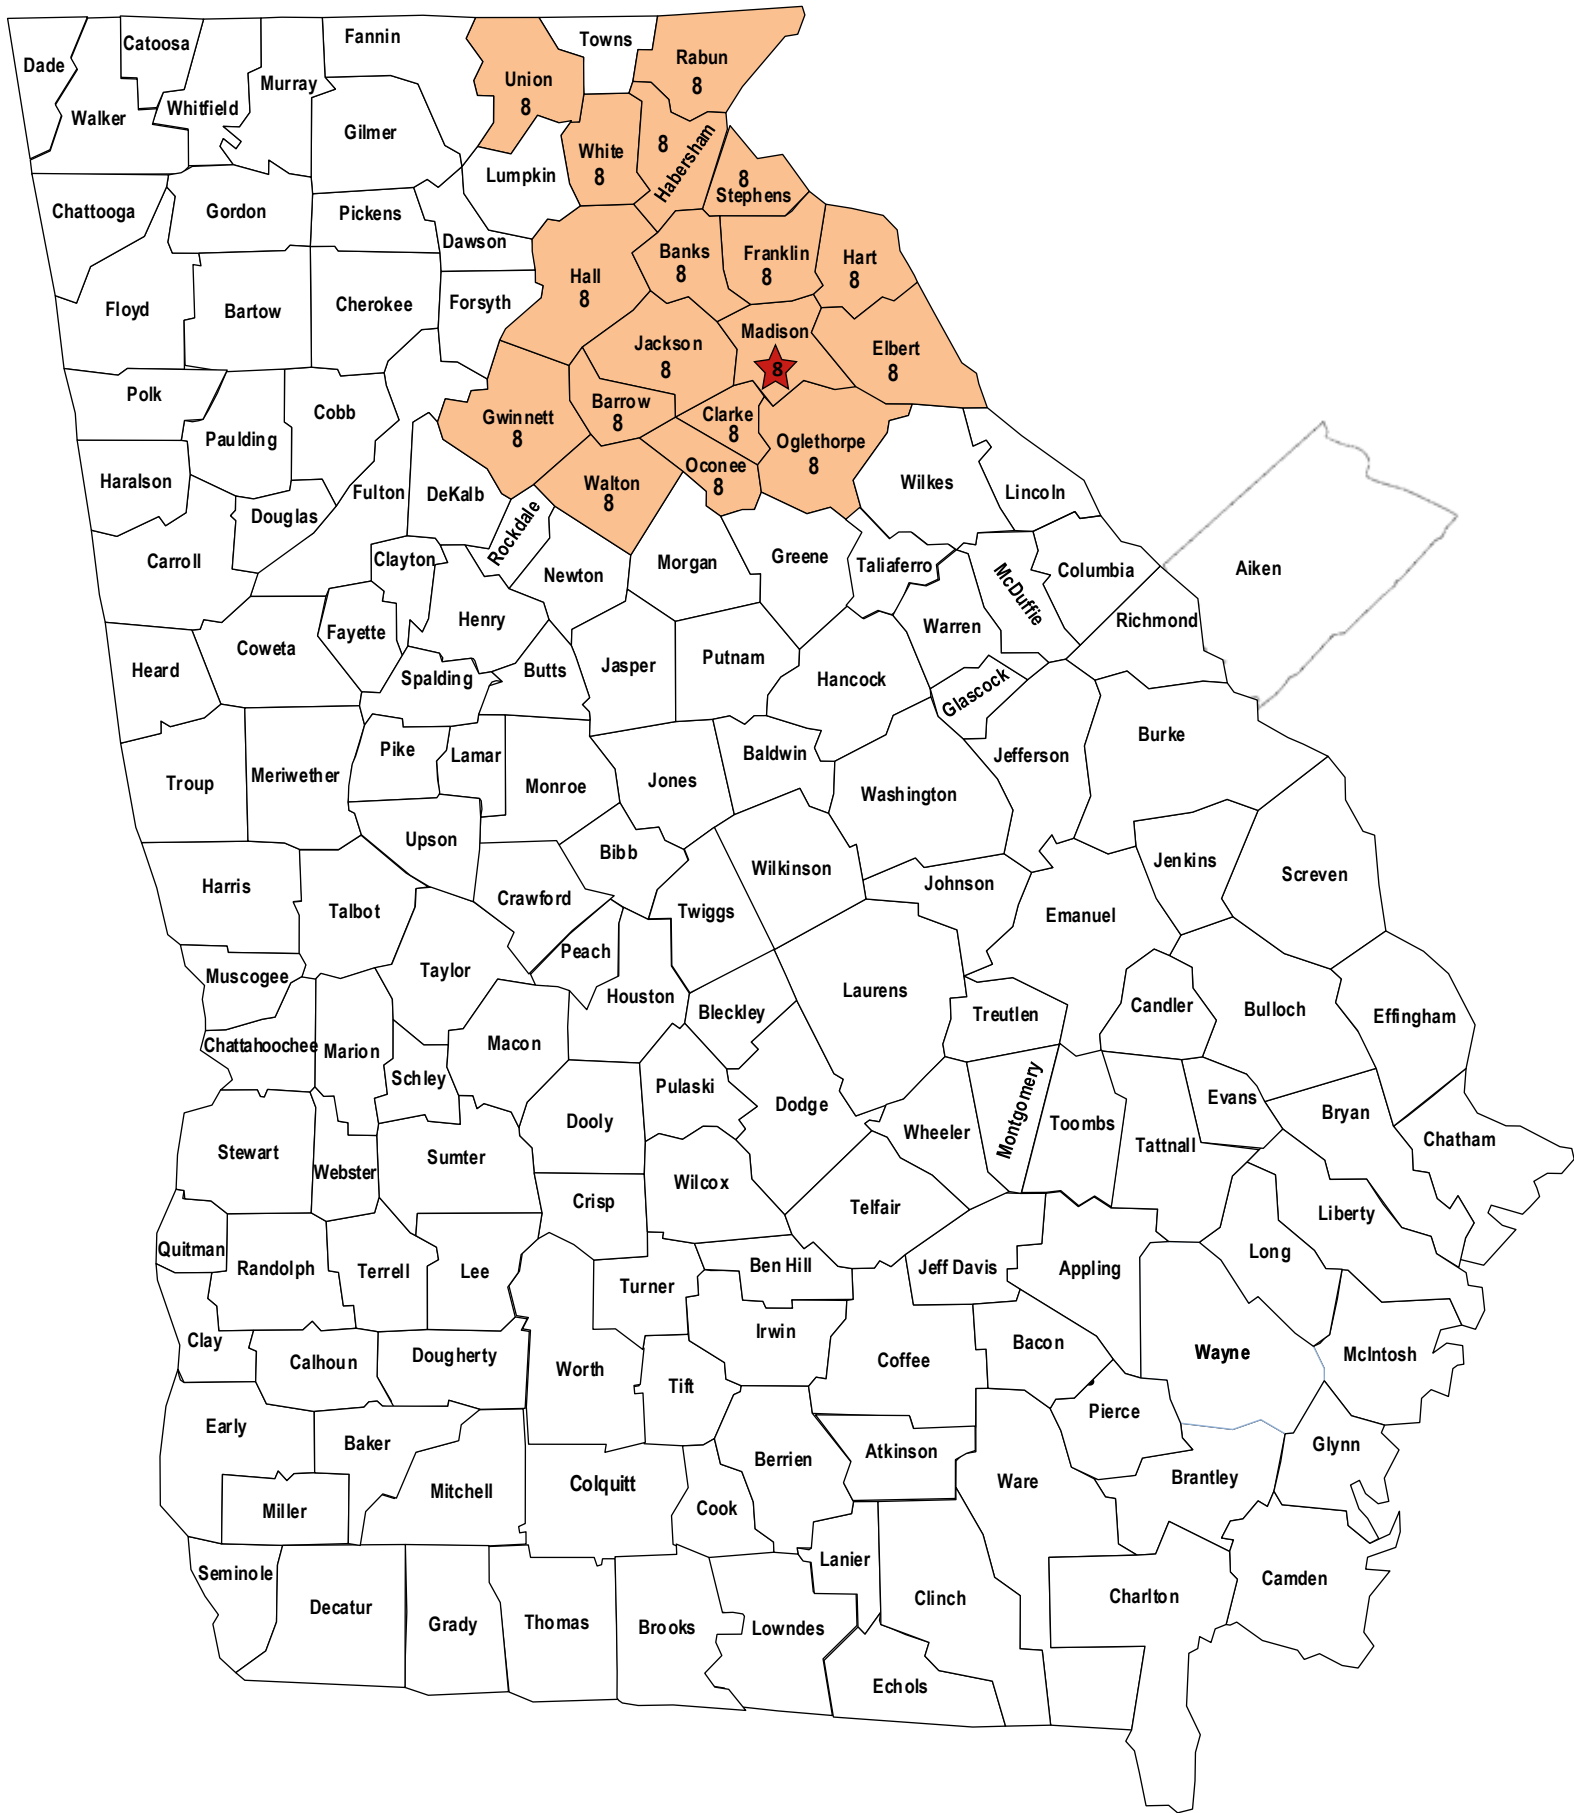 Dade
Catoosa
Fannin
Towns
Rabun
8
Union
8
Walker
Whitfield
Murray
Gilmer
White
8
8
Habersham
8
Stephens
Lumpkin
Chattooga
Gordon
Pickens
Dawson
Hall
8
Banks
8
Franklin
8
Hart
8
Floyd
Bartow
Cherokee
Forsyth
Jackson
8
Madison
8
Elbert
8
Polk
Paulding
Cobb
Gwinnett
8
Barrow
8
Clarke
8
Oglethorpe
8
Haralson
Douglas
Fulton
DeKalb
Rockdale
Walton
8
Oconee
8
Wilkes
Lincoln
Carroll
Clayton
Newton
Morgan
Greene
Taliaferro
McDuffie
Columbia
Aiken
Heard
Coweta
Fayette
Henry
Spalding
Butts
Jasper
Putnam
Hancock
Warren
Glascock
Richmond
Troup
Meriwether
Pike
Lamar
Monroe
Jones
Baldwin
Washington
Jefferson
Burke
Upson
Bibb
Wilkinson
Johnson
Jenkins
Screven
Harris
Talbot
Crawford
Twiggs
Emanuel
Muscogee
Taylor
Peach
Houston
Bleckley
Laurens
Treutlen
Candler
Bulloch
Effingham
Chattahoochee
Marion
Schley
Macon
Pulaski
Dodge
Dooly
Wheeler
Montgomery
Toombs
Tattnall
Evans
Bryan
Chatham
Stewart
Webster
Sumter
Crisp
Wilcox
Telfair
Liberty
Long
Quitman
Randolph
Terrell
Lee
Turner
Ben Hill
Jeff Davis
Appling
Clay
Calhoun
Dougherty
Worth
Tift
Irwin
Coffee
Bacon
Wayne
McIntosh
Early
Baker
Mitchell
Colquitt
Berrien
Atkinson
Ware
Pierce
Brantley
Glynn
Miller
Cook
Lanier
Seminole
Decatur
Grady
Thomas
Brooks
Lowndes
Clinch
Echols
Charlton
Camden